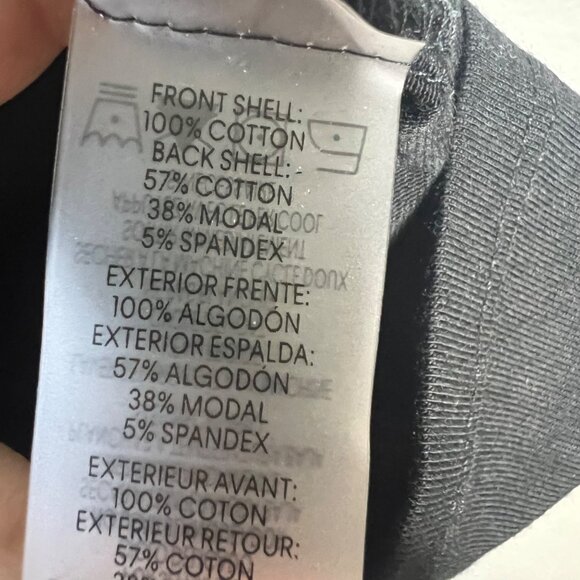 FRONT SHELL:
100% COTTON
BACK SHELL:
57% COTTON
38% MODAL
5% SPANDEX
EXTERIOR FRENTE:
100% ALGODÓN
EXTERIOR ESPALDA:
57% ALGODÓN
38% MODAL
5% SPANDEX
EXTERIEUR AVANT:
100% COTON
EXTERIEUR RETOUR:
57% COTON